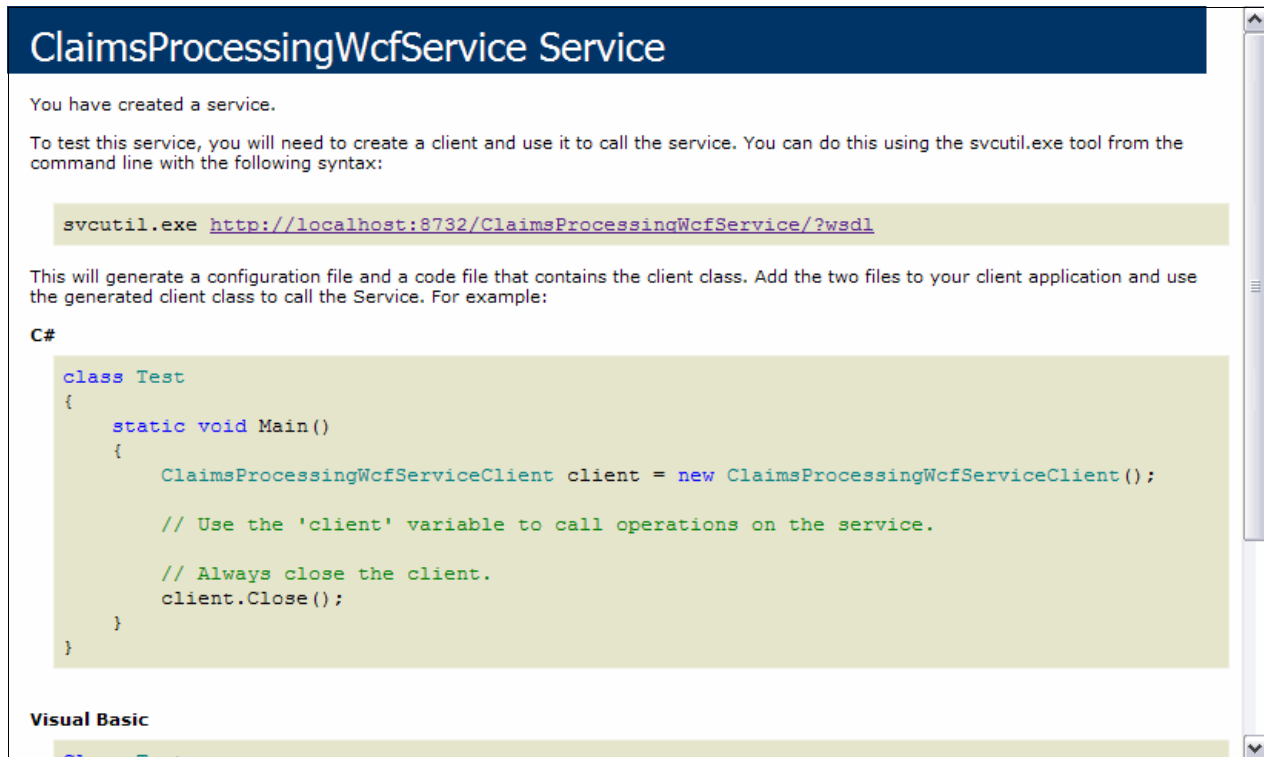 ClaimsProcessingWcfService Service
You have created a service.
To test this service, you will need to create a client and use it to call the service. You can do this using the svcutil.exe tool from the
command line with the following syntax:
svcutil.exe http://localhost:8732/ClaimsProcessingWcfService/?wsdl
This will generate a configuration file and a code file that contains the client class. Add the two files to your client application and use
the generated client class to call the Service. For example:
C#
class Test
{
static void Main()
{
ClaimsProcessingWcfServiceClient client = new ClaimsProcessingWcfServiceClient();
// Use the 'client' variable to call operations on the service.
// Always close the client.
client.Close();
}
}
Visual Basic